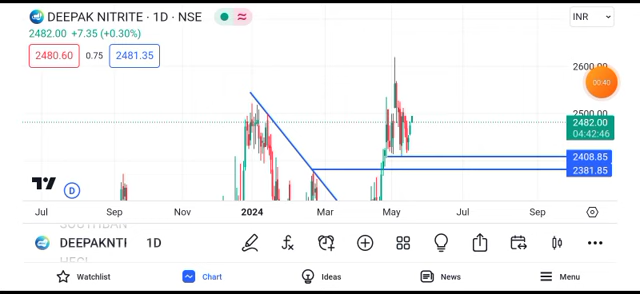 DEEPAK NITRITE · 1D · NSE
INR
2482.00 +7.35 (+0.30%)
2480.60 0.75 2481.35
2600.00
00:40
2500.00
2482.00
04:42:46
2408.85
2381.85
D
Jul Sep Nov 2024 Mar May Jul Sep
DEEPAKNTI 1D
Watchlist Chart Ideas News Menu